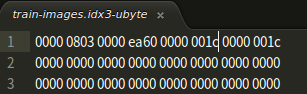 train-images.idx3-ubyte ×
1 0000 0803 0000 ea60 0000 001c 0000 001c
2 0000 0000 0000 0000 0000 0000 0000 0000
3 0000 0000 0000 0000 0000 0000 0000 0000